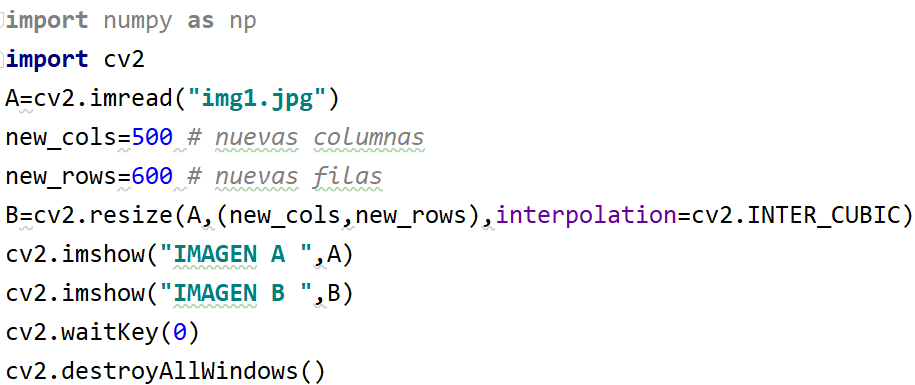 import numpy as np
import cv2
A=cv2.imread("img1.jpg")
new_cols=500 # nuevas columnas
new_rows=600 # nuevas filas
B=cv2.resize(A,(new_cols,new_rows),interpolation=cv2.INTER_CUBIC)
cv2.imshow("IMAGEN A ",A)
cv2.imshow("IMAGEN B ",B)
cv2.waitKey(0)
cv2.destroyAllWindows()